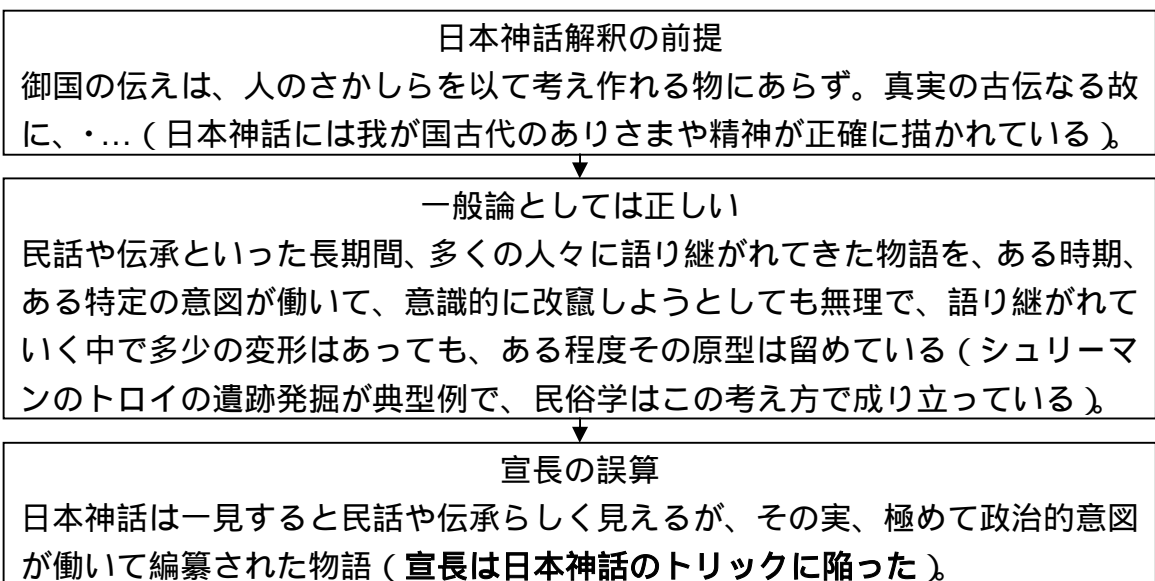 日本神話解釈の前提
御国の伝えは、人のさかしらを以て考え作れる物にあらず。真実の古伝なる故
に、・…（日本神話には我が国古代のありさまや精神が正確に描かれている）。
一般論としては正しい
民話や伝承といった長期間、多くの人々に語り継がれてきた物語を、ある時期、
ある特定の意図が働いて、意識的に改竄しようとしても無理で、語り継がれて
いく中で多少の変形はあっても、ある程度その原型は留めている（シュリーマ
ンのトロイの遺跡発掘が典型例で、民俗学はこの考え方で成り立っている）。
宣長の誤算
日本神話は一見すると民話や伝承らしく見えるが、その実、極めて政治的意図
が働いて編纂された物語（宣長は日本神話のトリックに陥った）。